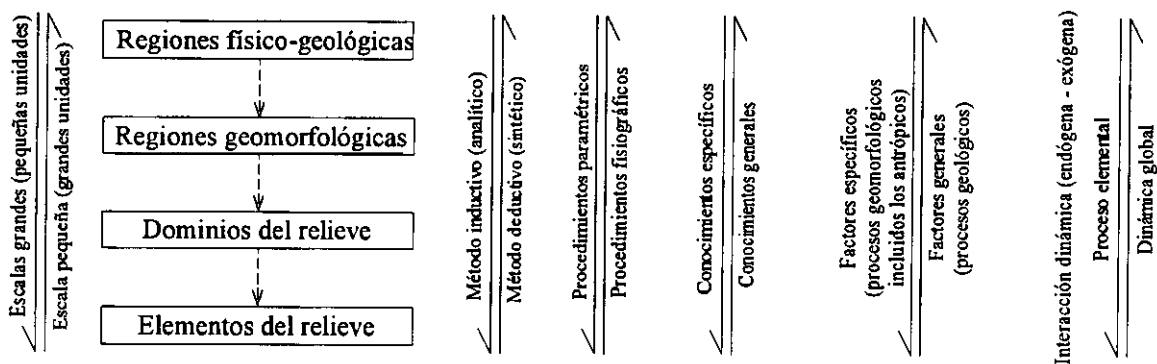 Escalas grandes (pequeñas unidades)
Escala pequeña (grandes unidades)
Regiones físico-geológicas
Regiones geomorfológicas
Dominios del relieve
Elementos del relieve
Método inductivo (analítico)
Método deductivo (sintético)
Procedimientos paramétricos
Procedimientos fisiográficos
Conocimientos específicos
Conocimientos generales
Factores específicos
(procesos geomorfológicos
incluidos los antrópicos)
Factores generales
(procesos geológicos)
Interacción dinámica (endógena - exógena)
Proceso elemental
Dinámica global